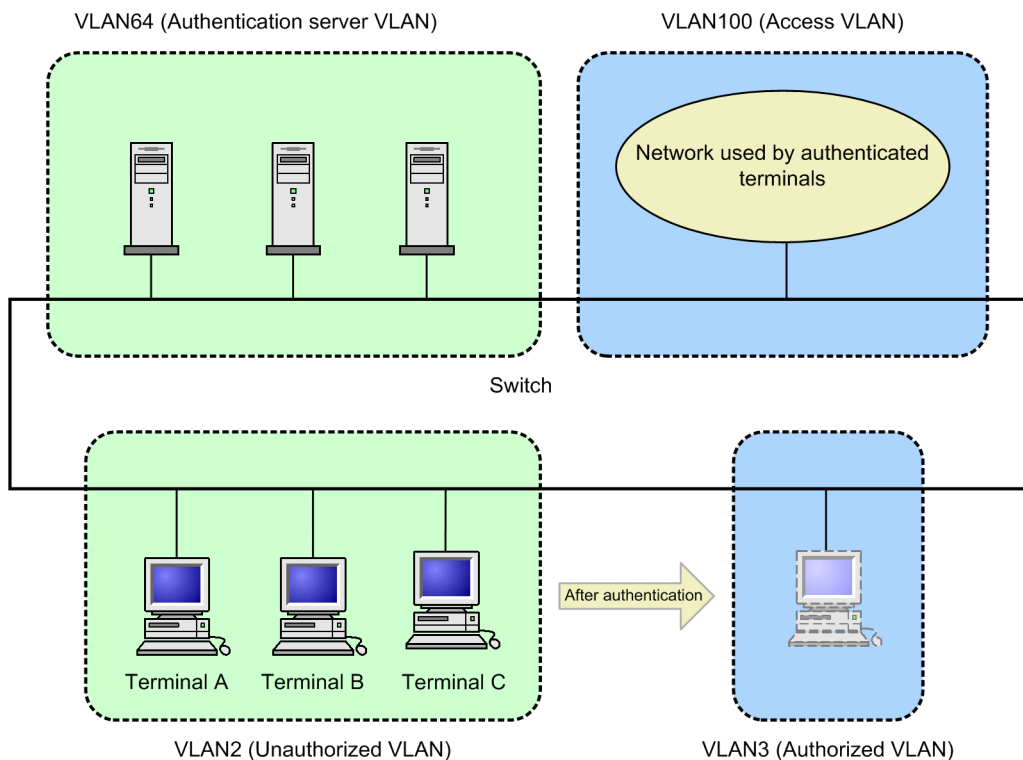 VLAN64 (Authentication server VLAN)
VLAN100 (Access VLAN)
Network used by authenticated
terminals
Switch
After authentication
Terminal A
Terminal B
Terminal C
VLAN2 (Unauthorized VLAN)
VLAN3 (Authorized VLAN)